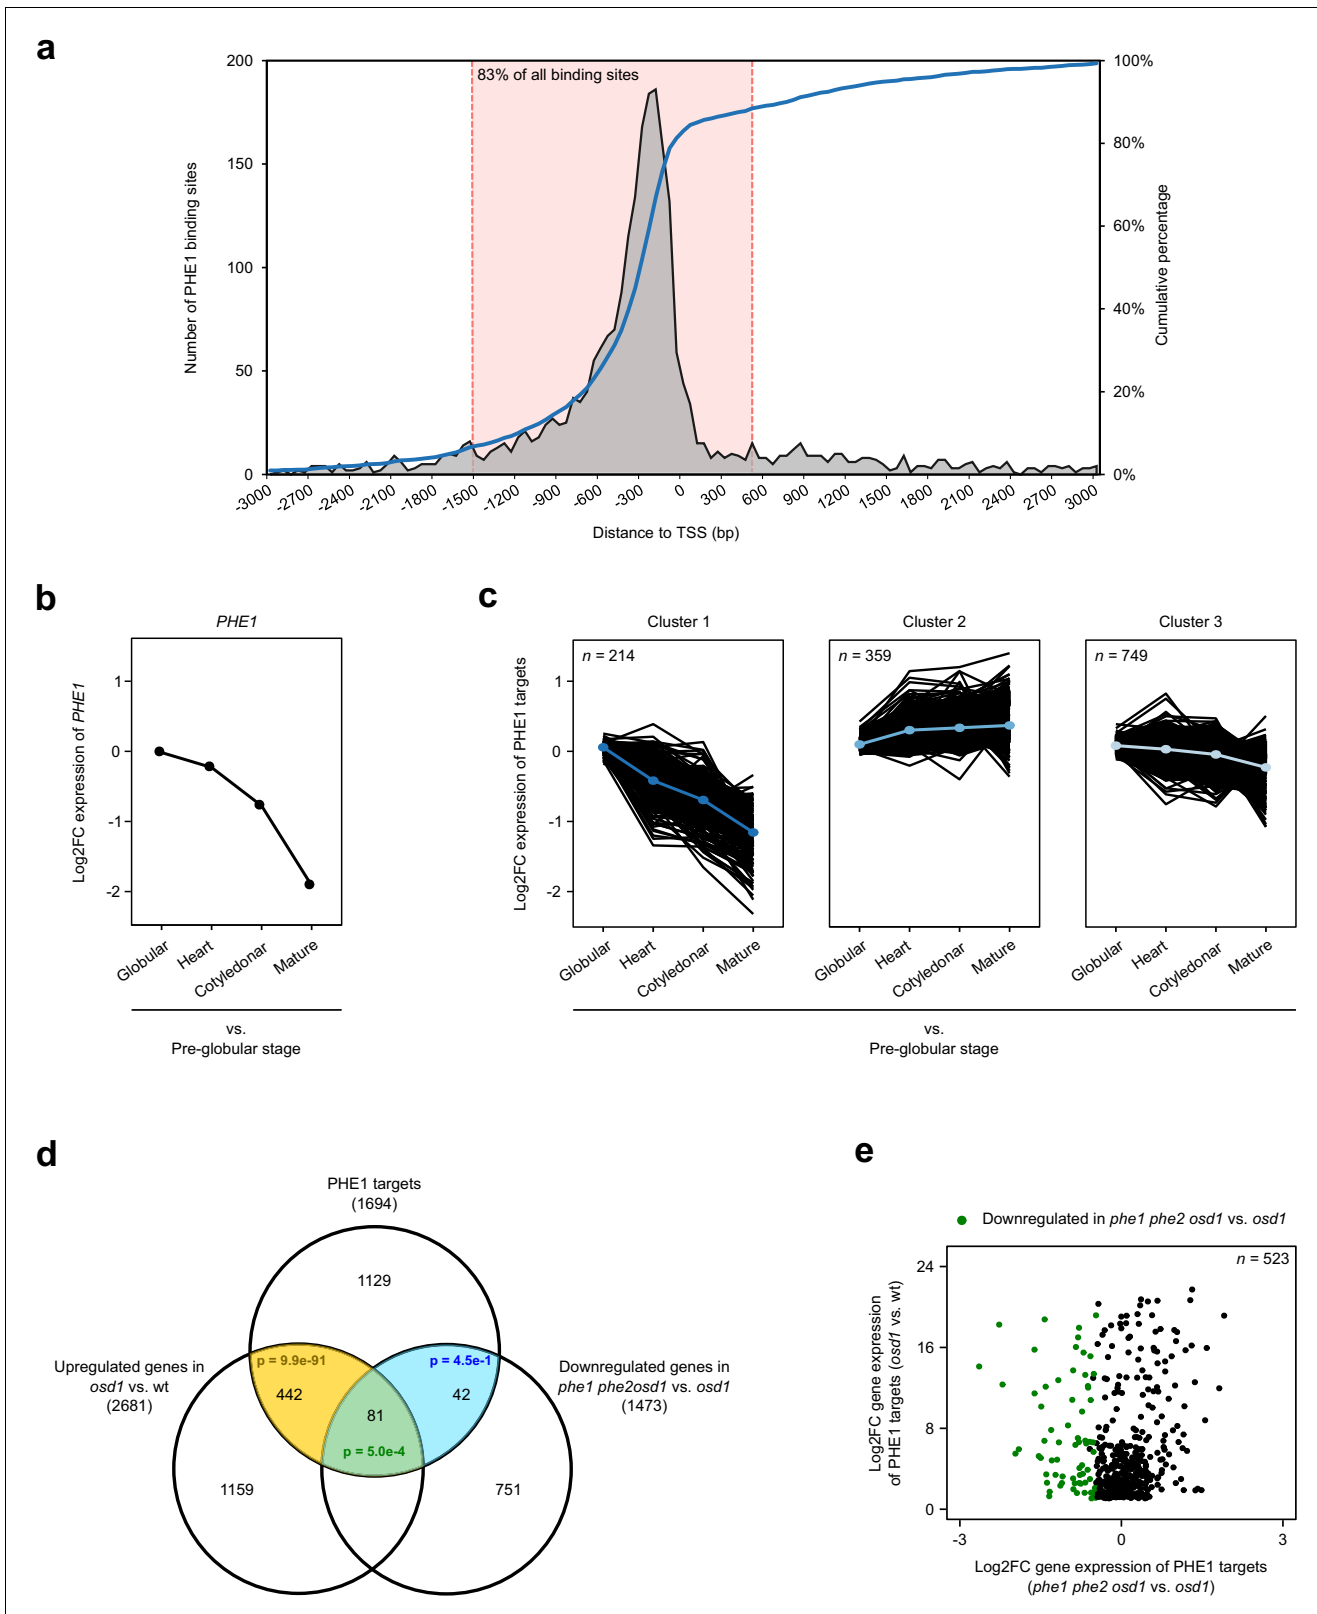 a
83% of all binding sites
200
150
100
50
0
100%
80%
60%
40%
20%
0%
Number of PHE1 binding sites
Cumulative percentage
-3000 -2700 -2400 -2100 -1800 -1500 -1200 -900 -600 -300 0 300 600 900 1200 1500 1800 2100 2400 2700 3000
Distance to TSS (bp)
b
PHE1
Log2FC expression of PHE1
1
0
-1
-2
Globular Heart Cotyledonar Mature
vs.
Pre-globular stage
c
Cluster 1 Cluster 2 Cluster 3
n = 214 n = 359 n = 749
Log2FC expression of PHE1 targets
1
0
-1
-2
Globular Heart Cotyledonar Mature Globular Heart Cotyledonar Mature Globular Heart Cotyledonar Mature
vs.
Pre-globular stage
d
PHE1 targets
(1694)
1129
Upregulated genes in
osd1 vs. wt
(2681)
p = 9.9e-91
442
p = 4.5e-1
42
Downregulated genes in
phe1 phe2osd1 vs. osd1
(1473)
81
p = 5.0e-4
1159
751
e
Downregulated in phe1 phe2 osd1 vs. osd1
n = 523
Log2FC gene expression
of PHE1 targets (osd1 vs. wt)
24
16
8
0
-3 0 3
Log2FC gene expression of PHE1 targets
(phe1 phe2 osd1 vs. osd1)